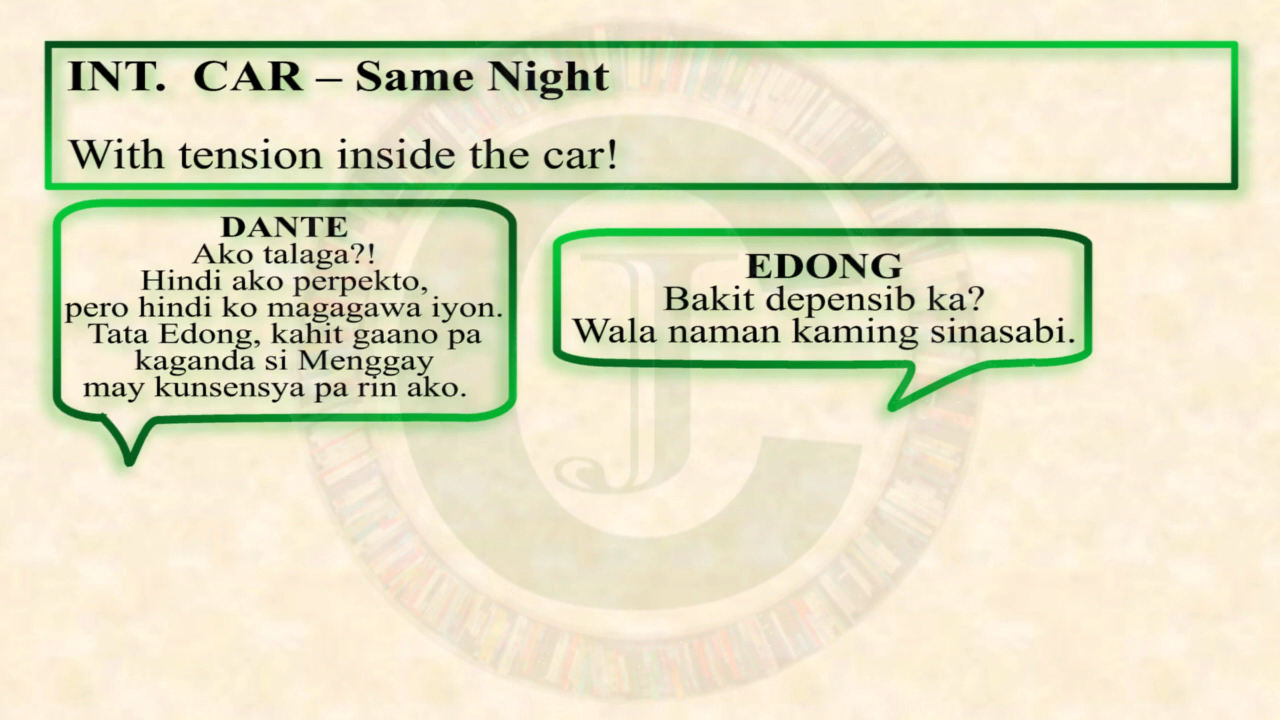 INT. CAR – Same Night
With tension inside the car!
DANTE
Ako talaga?!
Hindi ako perpekto,
pero hindi ko magagawa iyon.
Tata Edong, kahit gaano pa
kaganda si Menggay
may kunsensya pa rin ako.
EDONG
Bakit depensib ka?
Wala naman kaming sinasabi.